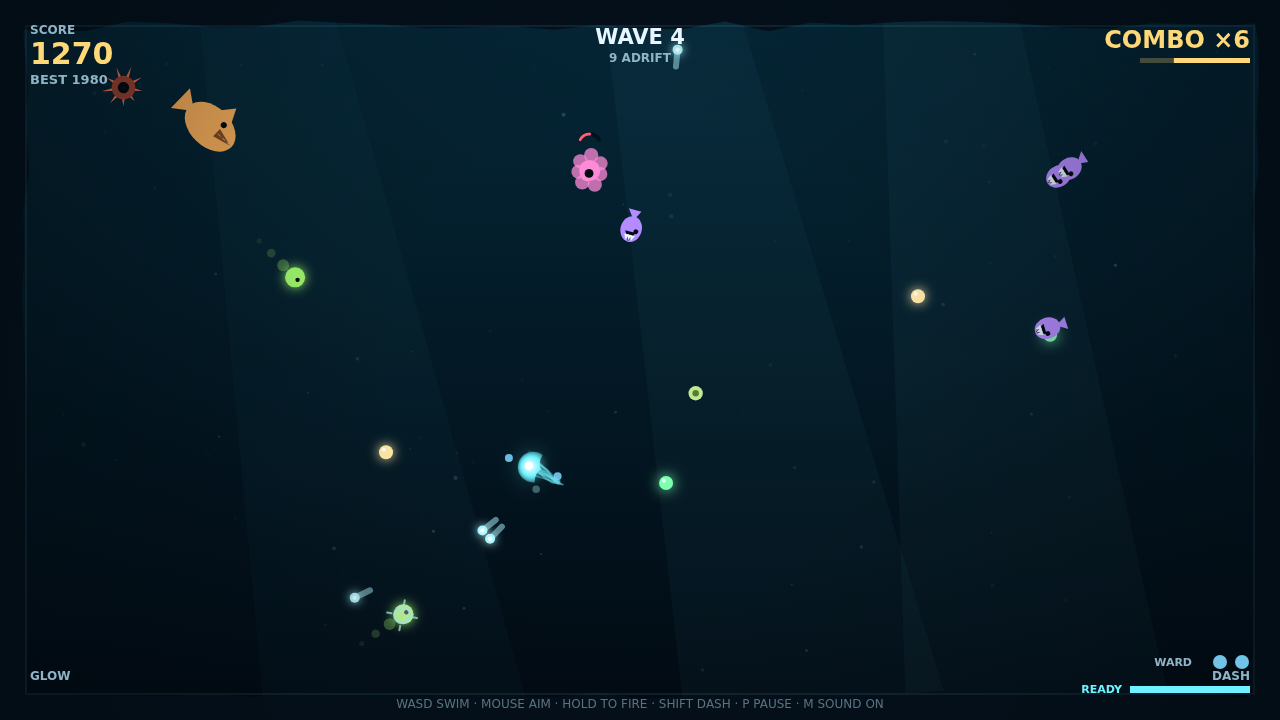 SCORE
1270
BEST 1980
WAVE 4
9 ADRIFT
COMBO ×6
GLOW
WARD
DASH
READY
WASD SWIM · MOUSE AIM · HOLD TO FIRE · SHIFT DASH · P PAUSE · M SOUND ON